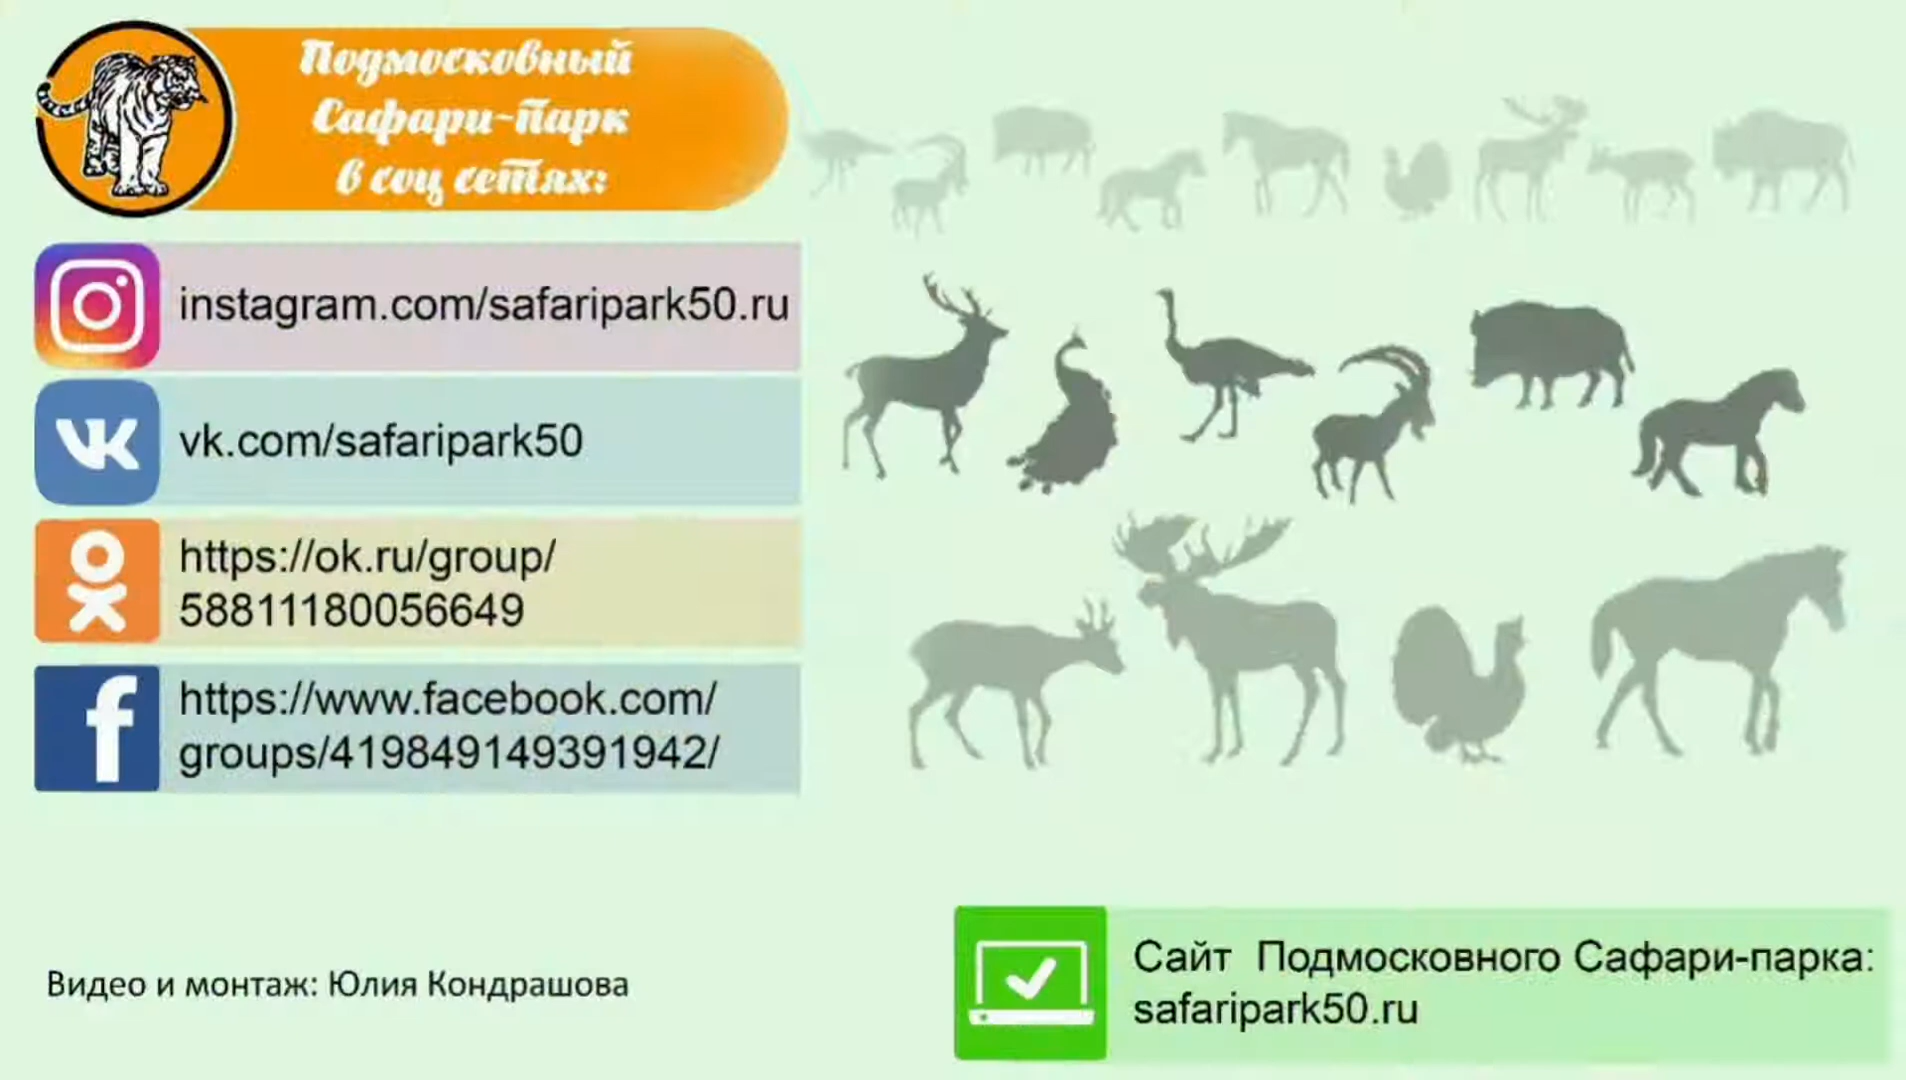 Подмосковный
Сафари-парк
в соц сетях:
instagram.com/safaripark50.ru
vk.com/safaripark50
https://ok.ru/group/
58811180056649
https://www.facebook.com/
groups/419849149391942/
Видео и монтаж: Юлия Кондрашова
Сайт Подмосковного Сафари-парка:
safaripark50.ru